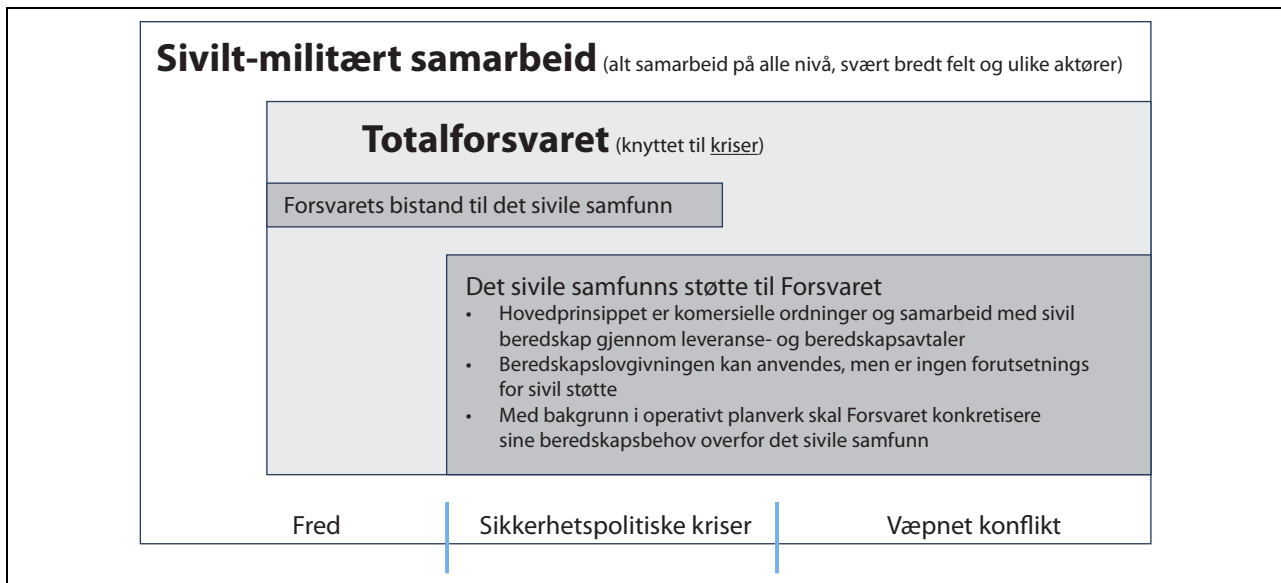 Sivilt-militært samarbeid (alt samarbeid på alle nivå, svært bredt felt og ulike aktører)
Totalforsvaret (knyttet til kriser)
Forsvarets bistand til det sivile samfunn
Det sivile samfunns støtte til Forsvaret
• Hovedprinsippet er komersielle ordninger og samarbeid med sivil
beredskap gjennom leveranse- og beredskapsavtaler
• Beredskapslovgivningen kan anvendes, men er ingen forutsetnings
for sivil støtte
• Med bakgrunn i operativt planverk skal Forsvaret konkretisere
sine beredskapsbehov overfor det sivile samfunn
Fred Sikkerhetspolitiske kriser Væpnet konflikt